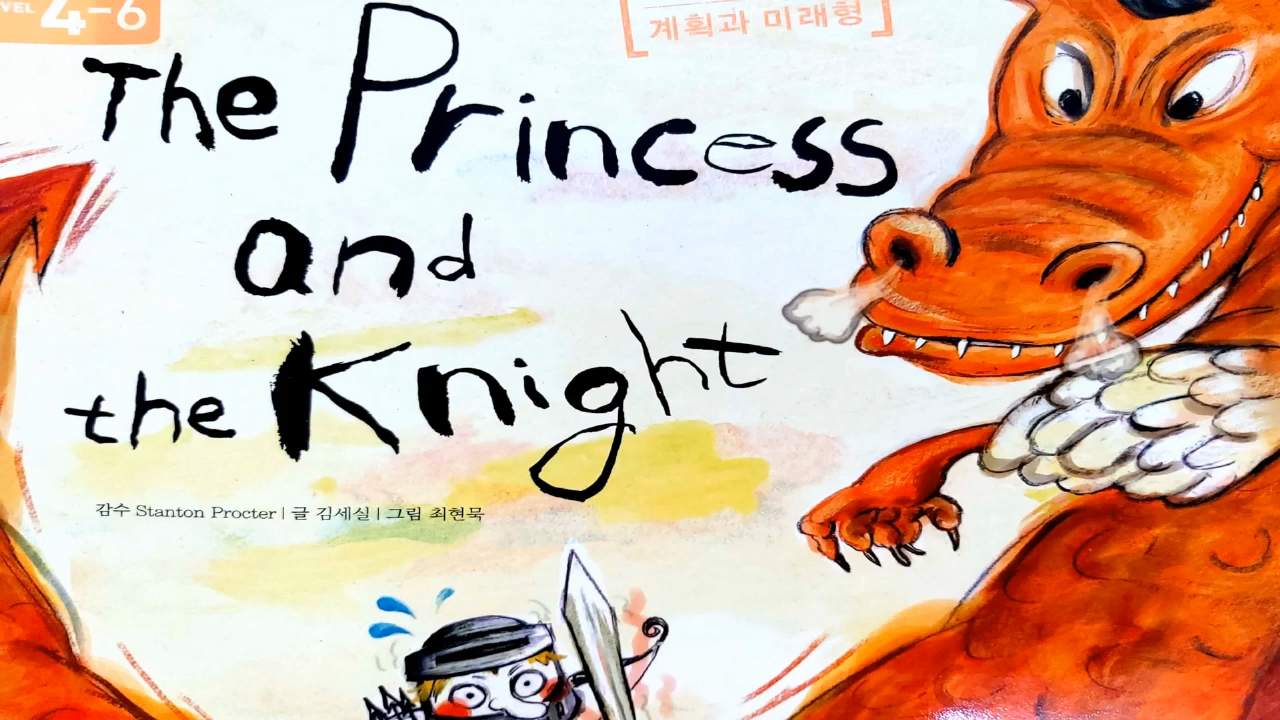 VEL 4-6
계획과 미래형
The Princess
and
the Knight
감수 Stanton Procter | 글 김세실 | 그림 최현묵